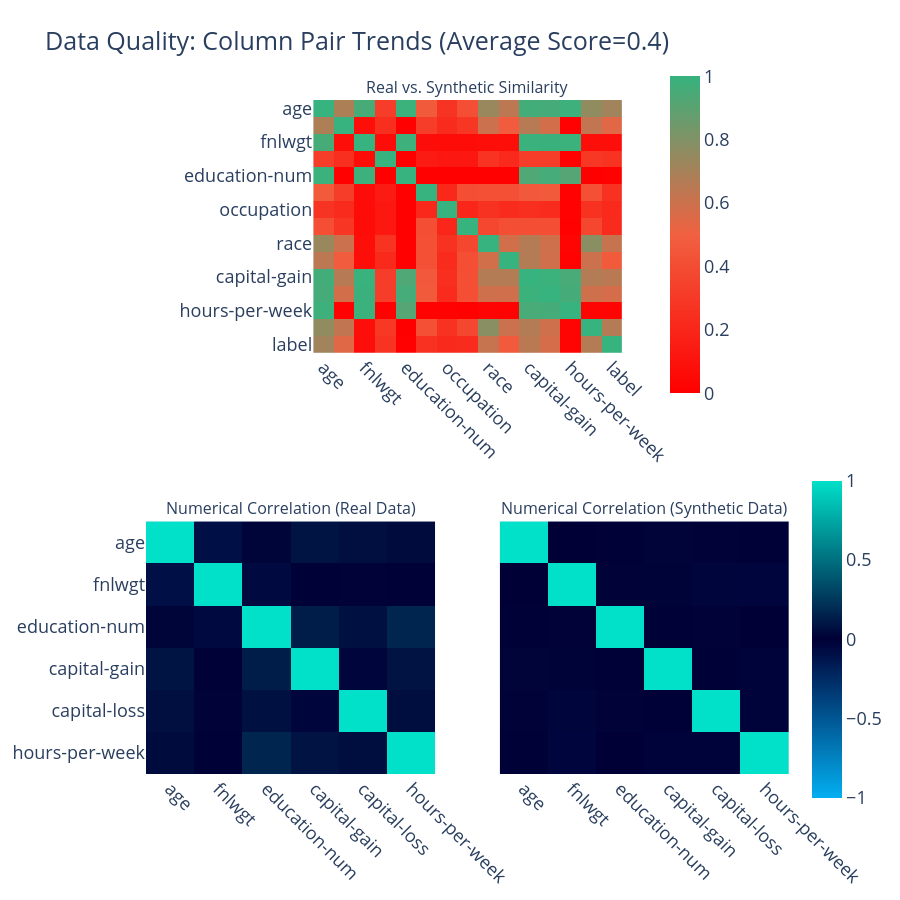 Data Quality: Column Pair Trends (Average Score=0.4)
Real vs. Synthetic Similarity
age
fnlwgt
education-num
occupation
race
capital-gain
hours-per-week
label
age
fnlwgt
education-num
occupation
race
capital-gain
hours-per-week
label
1
0.8
0.6
0.4
0.2
0
Numerical Correlation (Real Data)
age
fnlwgt
education-num
capital-gain
capital-loss
hours-per-week
age
fnlwgt
education-num
capital-gain
capital-loss
hours-per-week
Numerical Correlation (Synthetic Data)
age
fnlwgt
education-num
capital-gain
capital-loss
hours-per-week
1
0.5
0
−0.5
−1